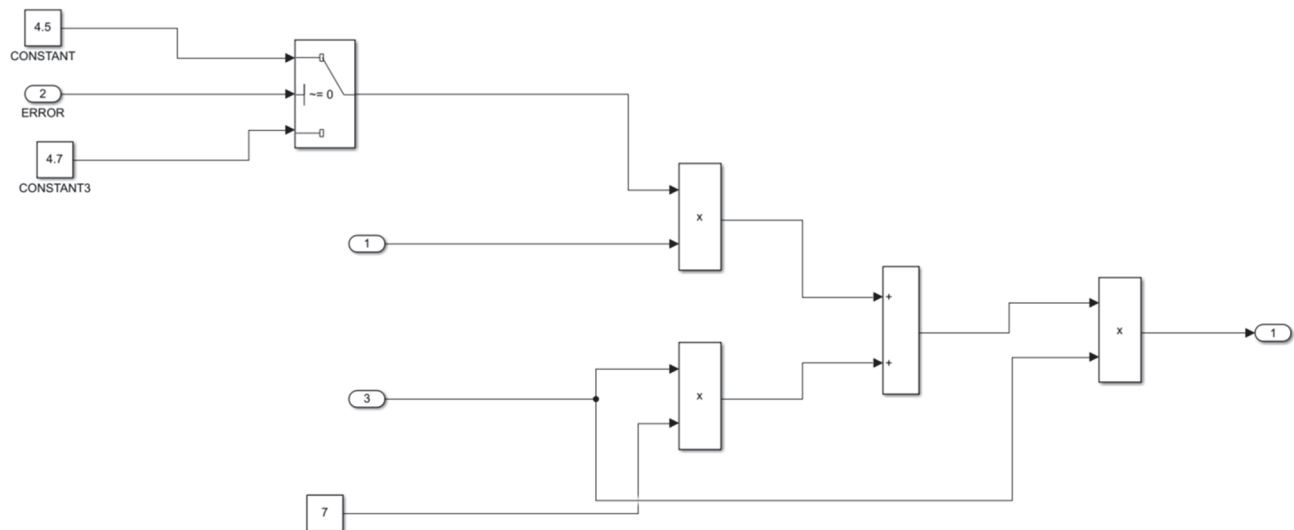 4.5
CONSTANT
2
ERROR
~= 0
4.7
CONSTANT3
x
1
+
x
1
+
3
x
7